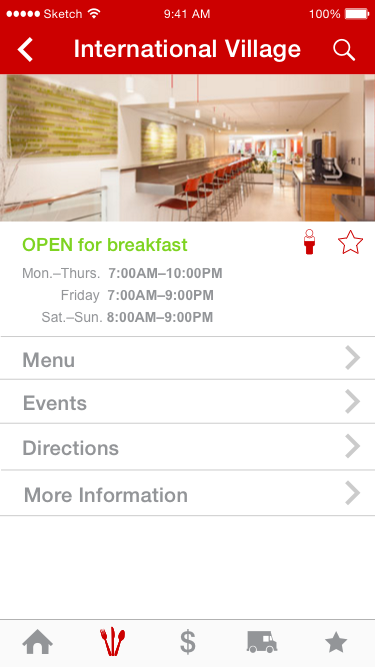 Sketch 9:41 AM 100%
International Village
OPEN for breakfast
Mon.–Thurs. 7:00AM–10:00PM
Friday 7:00AM–9:00PM
Sat.–Sun. 8:00AM–9:00PM
Menu
Events
Directions
More Information
$